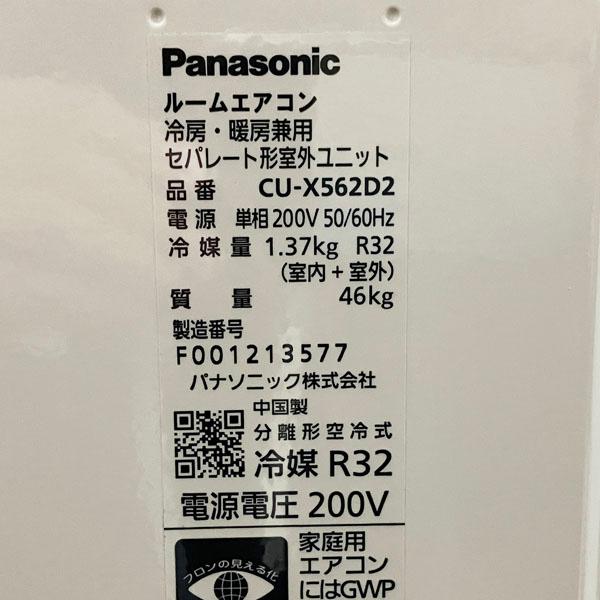 Panasonic
ルームエアコン
冷房・暖房兼用
セパレート形室外ユニット
品番 CU-X562D2
電源 単相200V 50/60Hz
冷媒量 1.37kg R32
(室内+室外)
質量 46kg
製造番号
F001213577
パナソニック株式会社
中国製
分離形空冷式
冷媒 R32
電源電圧 200V
フロンの見える化
家庭用
エアコン
にはGWP